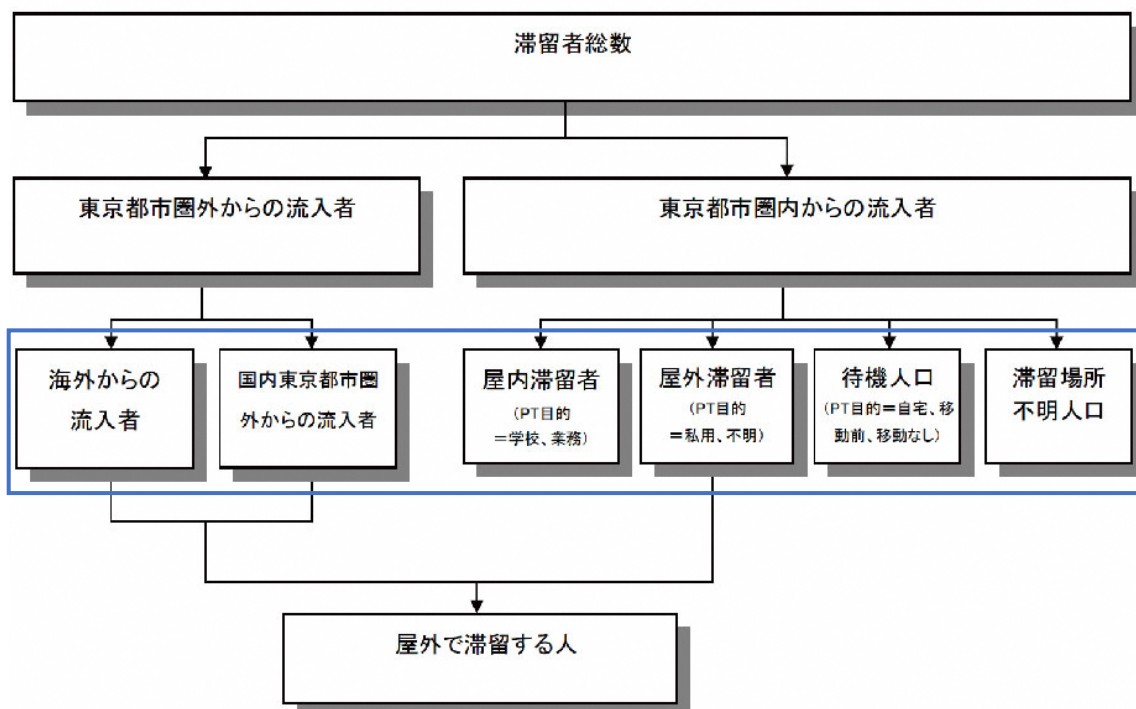 滞留者総数
東京都市圏外からの流入者
東京都市圏内からの流入者
海外からの
流入者
国内東京都市圏
外からの流入者
屋内滞留者
(PT目的
＝学校、業務)
屋外滞留者
(PT目的
＝私用、不明)
待機人口
(PT目的＝自宅、移
動前、移動なし)
滞留場所
不明人口
屋外で滞留する人